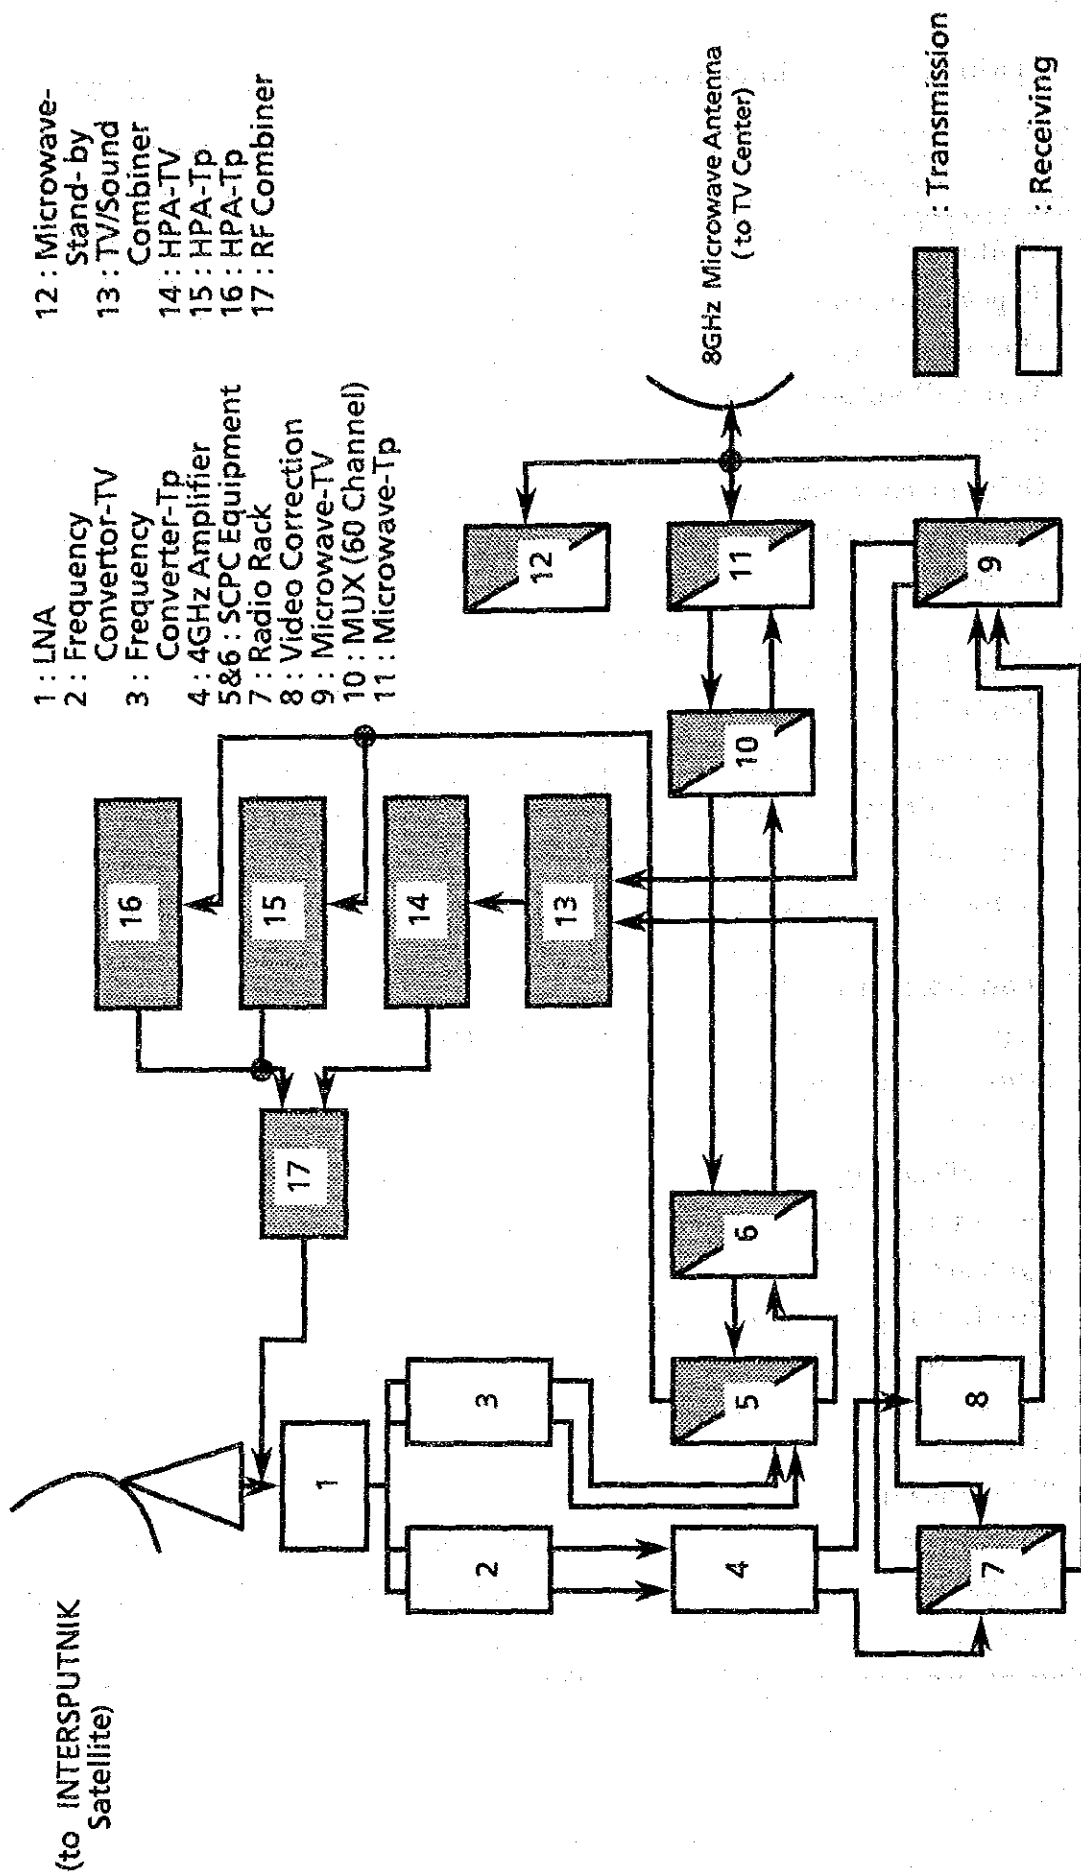 (to INTERSPUTNIK
Satellite)
1 : LNA
2 : Frequency
Convertor-TV
3 : Frequency
Converter-Tp
4 : 4GHz Amplifier
5&6 : SCPC Equipment
7 : Radio Rack
8 : Video Correction
9 : Microwave-TV
10 : MUX (60 Channel)
11 : Microwave-Tp
12 : Microwave-
Stand- by
13 : TV/Sound
Combiner
14 : HPA-TV
15 : HPA-Tp
16 : HPA-Tp
17 : RF Combiner
16
15
14
13
17
1
3
2
12
11
10
6
5
4
9
8
7
8GHz Microwave Antenna
(to TV Center)
: Transmission
: Receiving